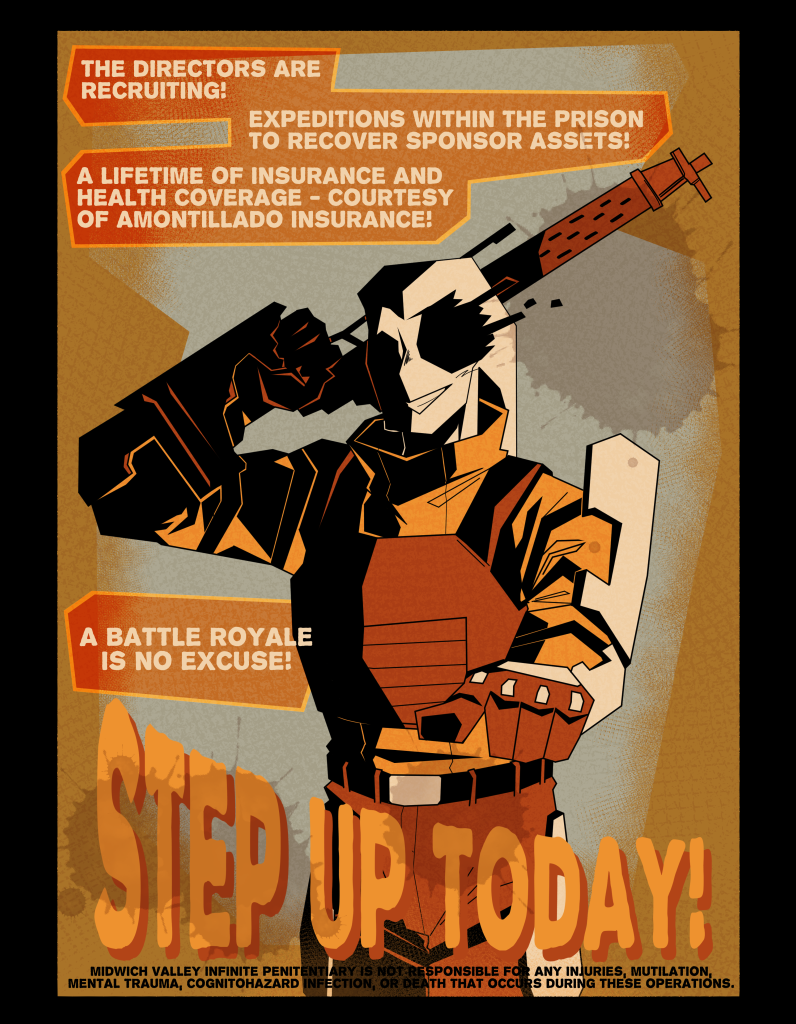 THE DIRECTORS ARE
RECRUITING!
EXPEDITIONS WITHIN THE PRISON
TO RECOVER SPONSOR ASSETS!
A LIFETIME OF INSURANCE AND
HEALTH COVERAGE - COURTESY
OF AMONTILLADO INSURANCE!
A BATTLE ROYALE
IS NO EXCUSE!
STEP UP TODAY!
MIDWICH VALLEY INFINITE PENITENTIARY IS NOT RESPONSIBLE FOR ANY INJURIES, MUTILATION,
MENTAL TRAUMA, COGNITOHAZARD INFECTION, OR DEATH THAT OCCURS DURING THESE OPERATIONS.